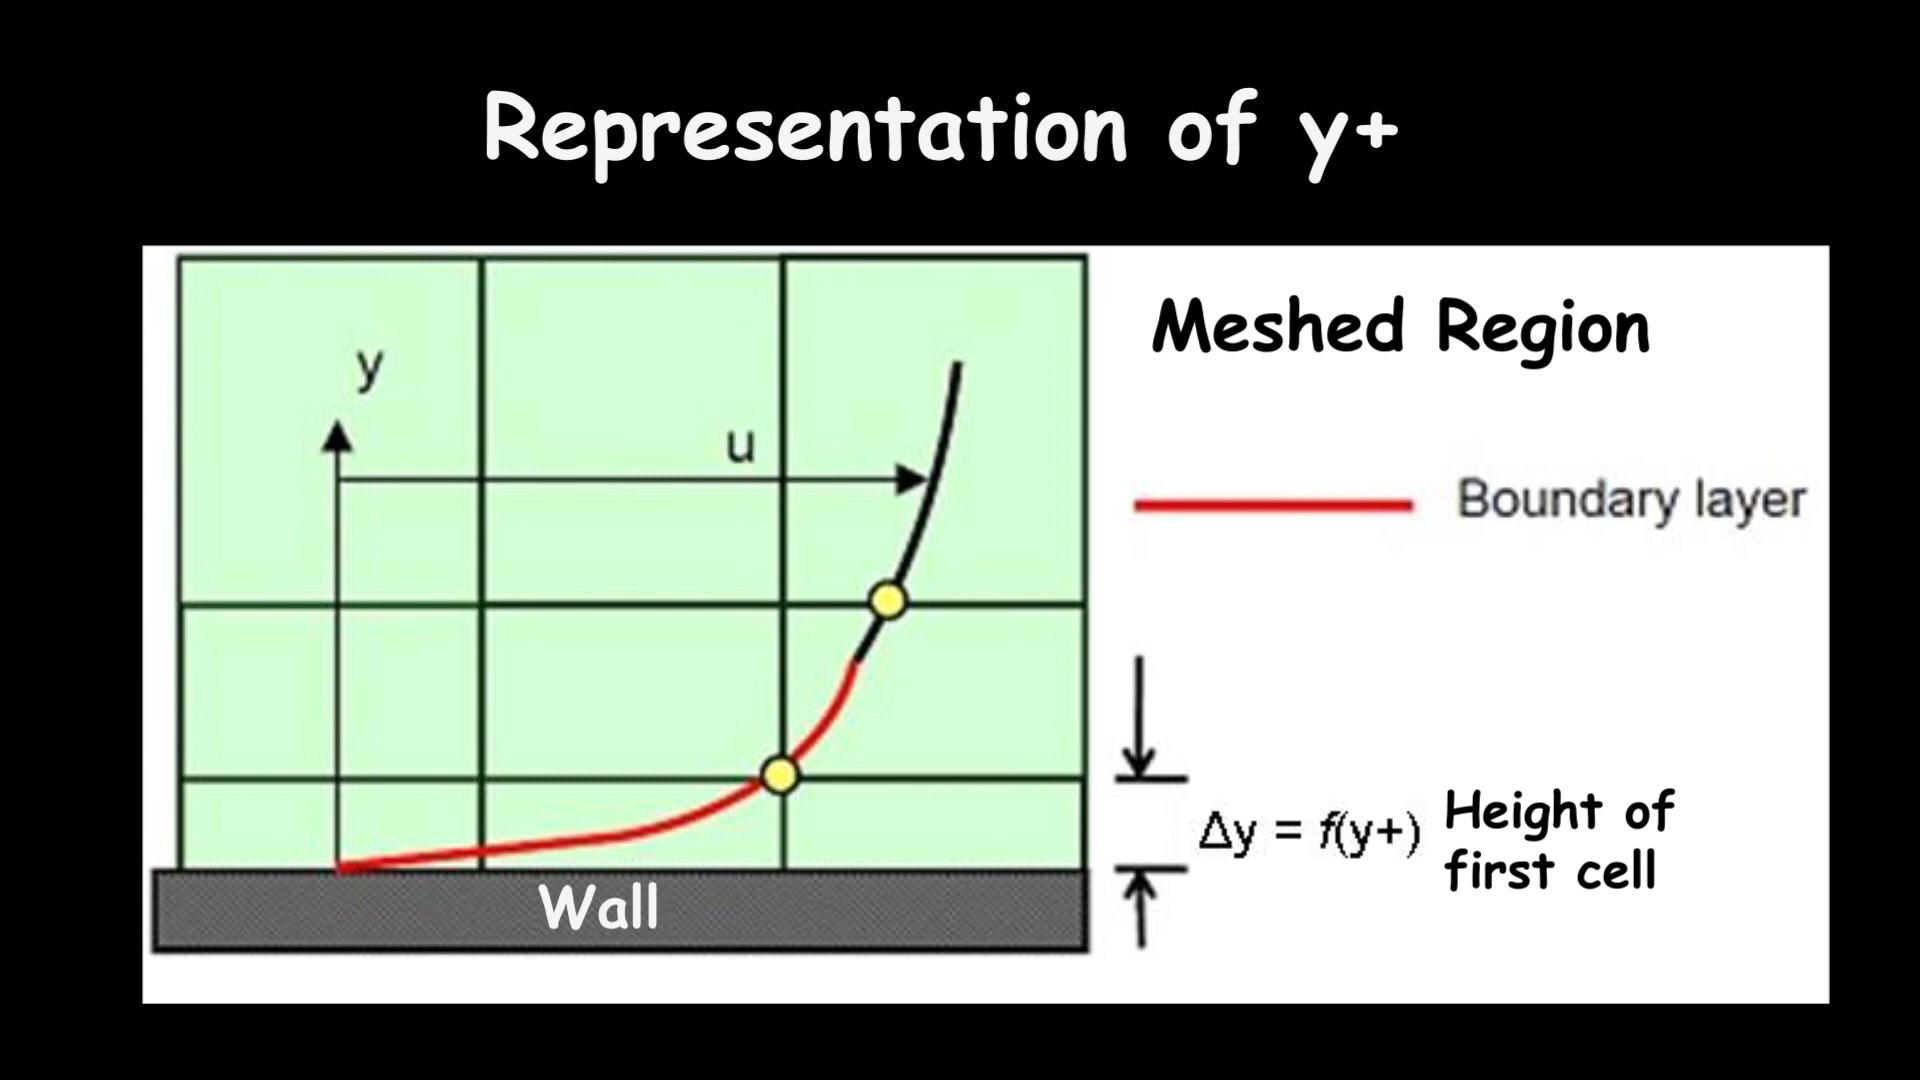 Representation of y+
Meshed Region
y
u
Boundary layer
Δy = f(y+)
Height of
first cell
Wall